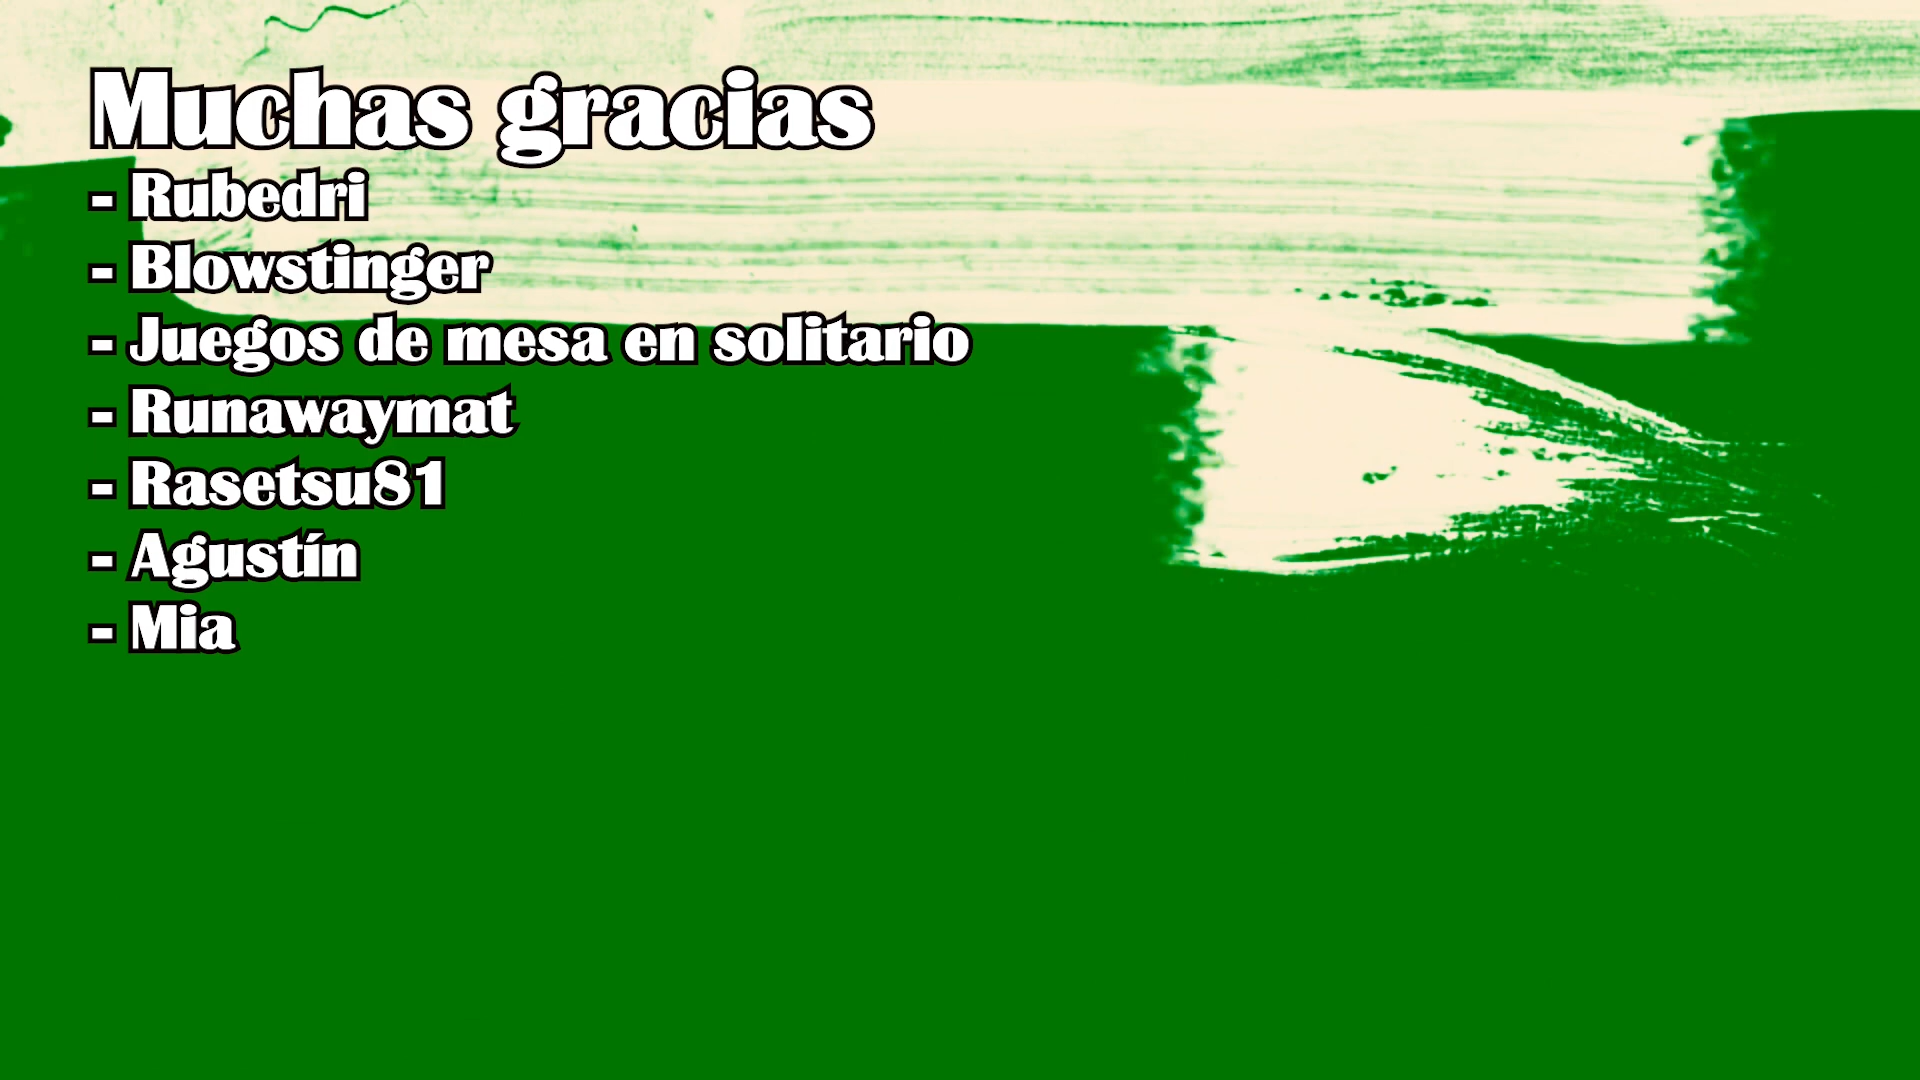 Muchas gracias
- Rubedri
- Blowstinger
- Juegos de mesa en solitario
- Runawaymat
- Rasetsu81
- Agustín
- Mia